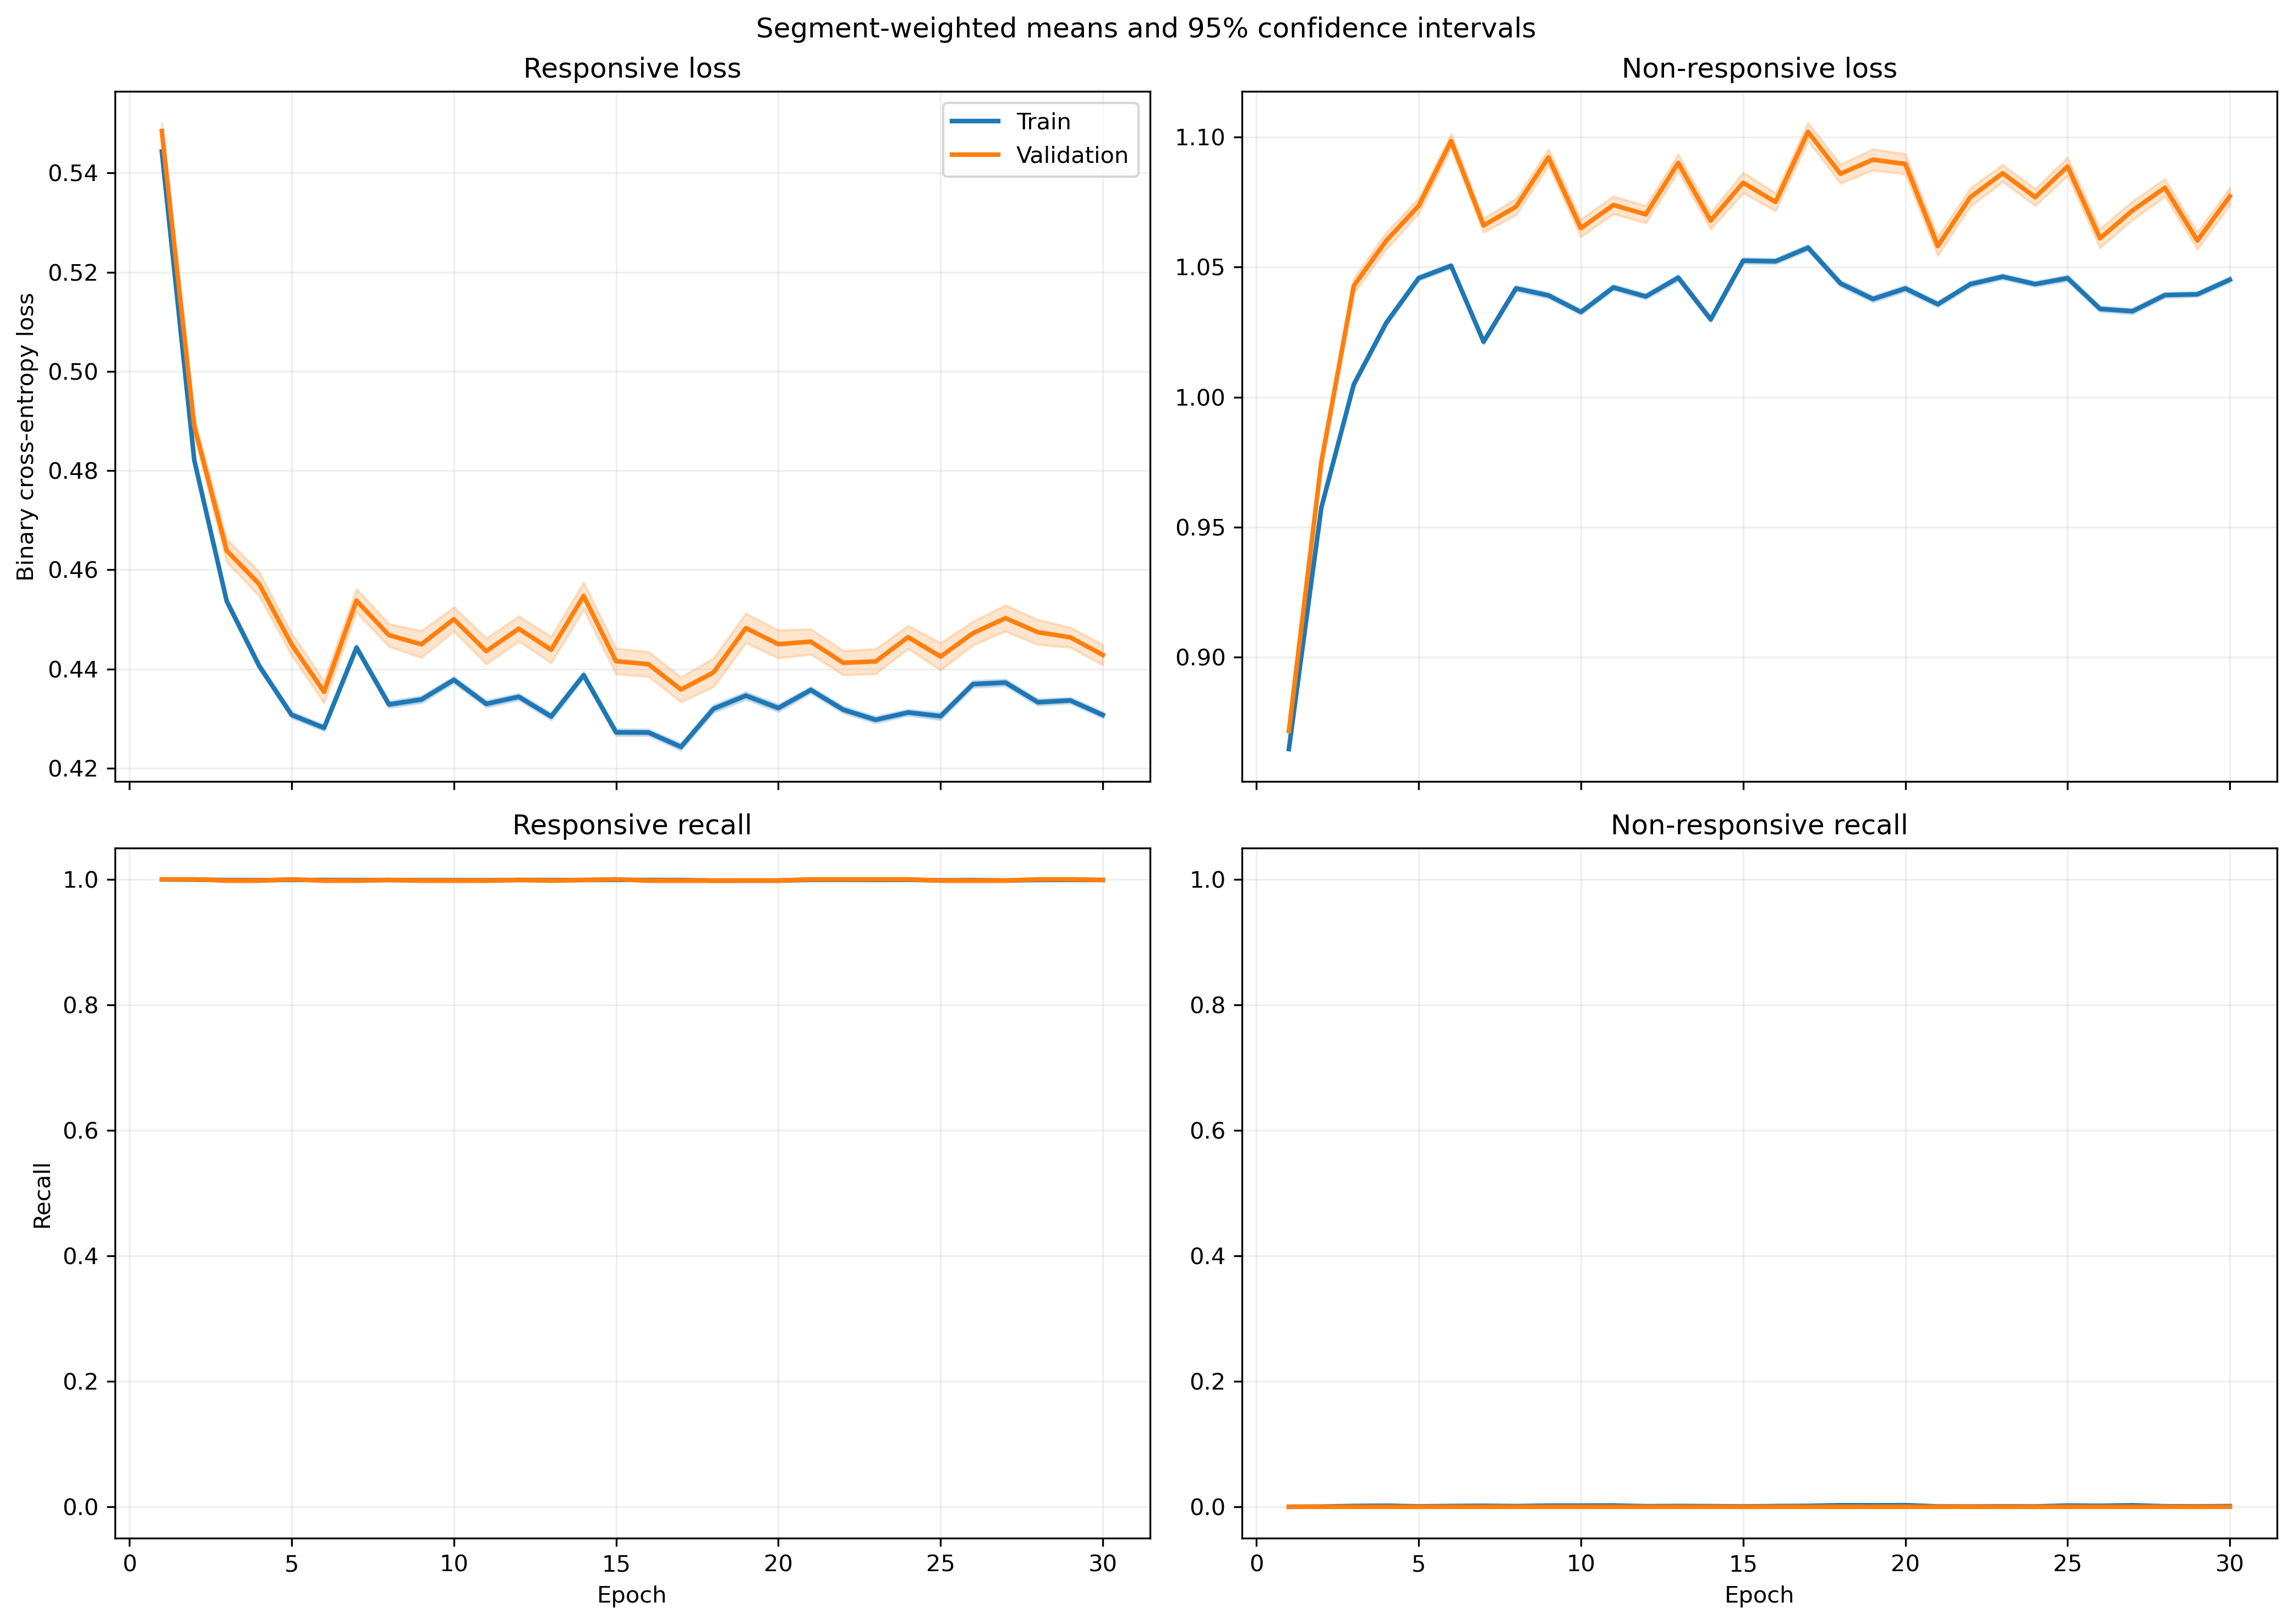 Segment-weighted means and 95% confidence intervals
Responsive loss
Non-responsive loss
Train
Validation
Binary cross-entropy loss
0.54
0.52
0.50
0.48
0.46
0.44
0.42
1.10
1.05
1.00
0.95
0.90
Responsive recall
Non-responsive recall
Recall
1.0
0.8
0.6
0.4
0.2
0.0
1.0
0.8
0.6
0.4
0.2
0.0
0 5 10 15 20 25 30
0 5 10 15 20 25 30
Epoch
Epoch